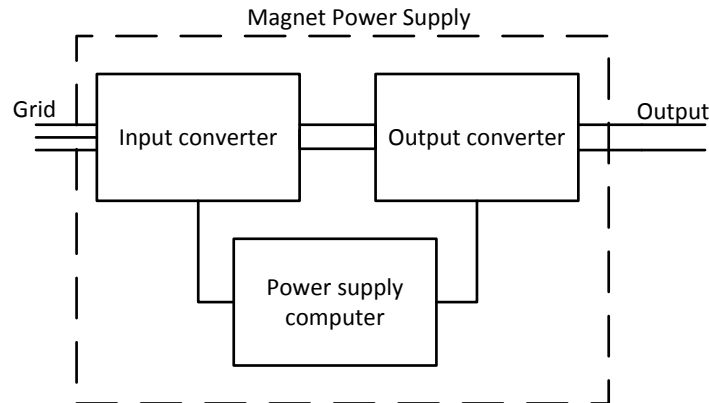 Magnet Power Supply
Grid
Input converter
Output converter
Output
Power supply
computer